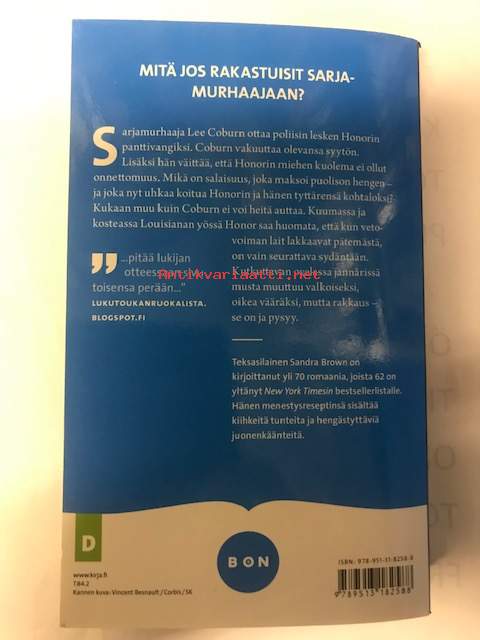 MITÄ JOS RAKASTUISIT SARJA-
MURHAAJAAN?
Sarjamurhaaja Lee Coburn ottaa poliisin lesken Honorin
panttivangiksi. Coburn vakuuttaa olevansa syytön.
Lisäksi hän väittää, että Honorin miehen kuolema ei ollut
onnettomuus. Mikä on salaisuus, joka maksoi puolison hengen –
ja joka nyt uhkaa koitua Honorin ja hänen tyttärensä kohtaloksi?
Kukaan muu kuin Coburn ei voi heitä auttaa. Kuumassa ja
kosteassa Louisianan yössä Honor saa huomata, että kun veto-
voiman lait lakkaavat patemästä,
on vain seurattava sydäntään.
Kutkuttavan jännärissä
musta muuttuu valkoiseksi,
oikea vääräksi, mutta rakkaus –
se on ja pysyy.
”...pitää lukijan
otteessaan sivu
toisensa perään...”
LUKUTOUKANRUOKALISTA.
BLOGSPOT.FI
Antikvariaatti.net
Teksasilainen Sandra Brown on
kirjoittanut yli 70 romaania, joista 62 on
yltänyt New York Timesin bestsellerlistalle.
Hänen menestysreseptinsä sisältää
kiihkeitä tunteita ja hengästyttäviä
juonenkäänteitä.
D
BON
www.kirja.fi
T84.2
Kannen kuva: Vincent Besnault / Corbis / SK
ISBN: 978-951-31-8258-8
9789513182588